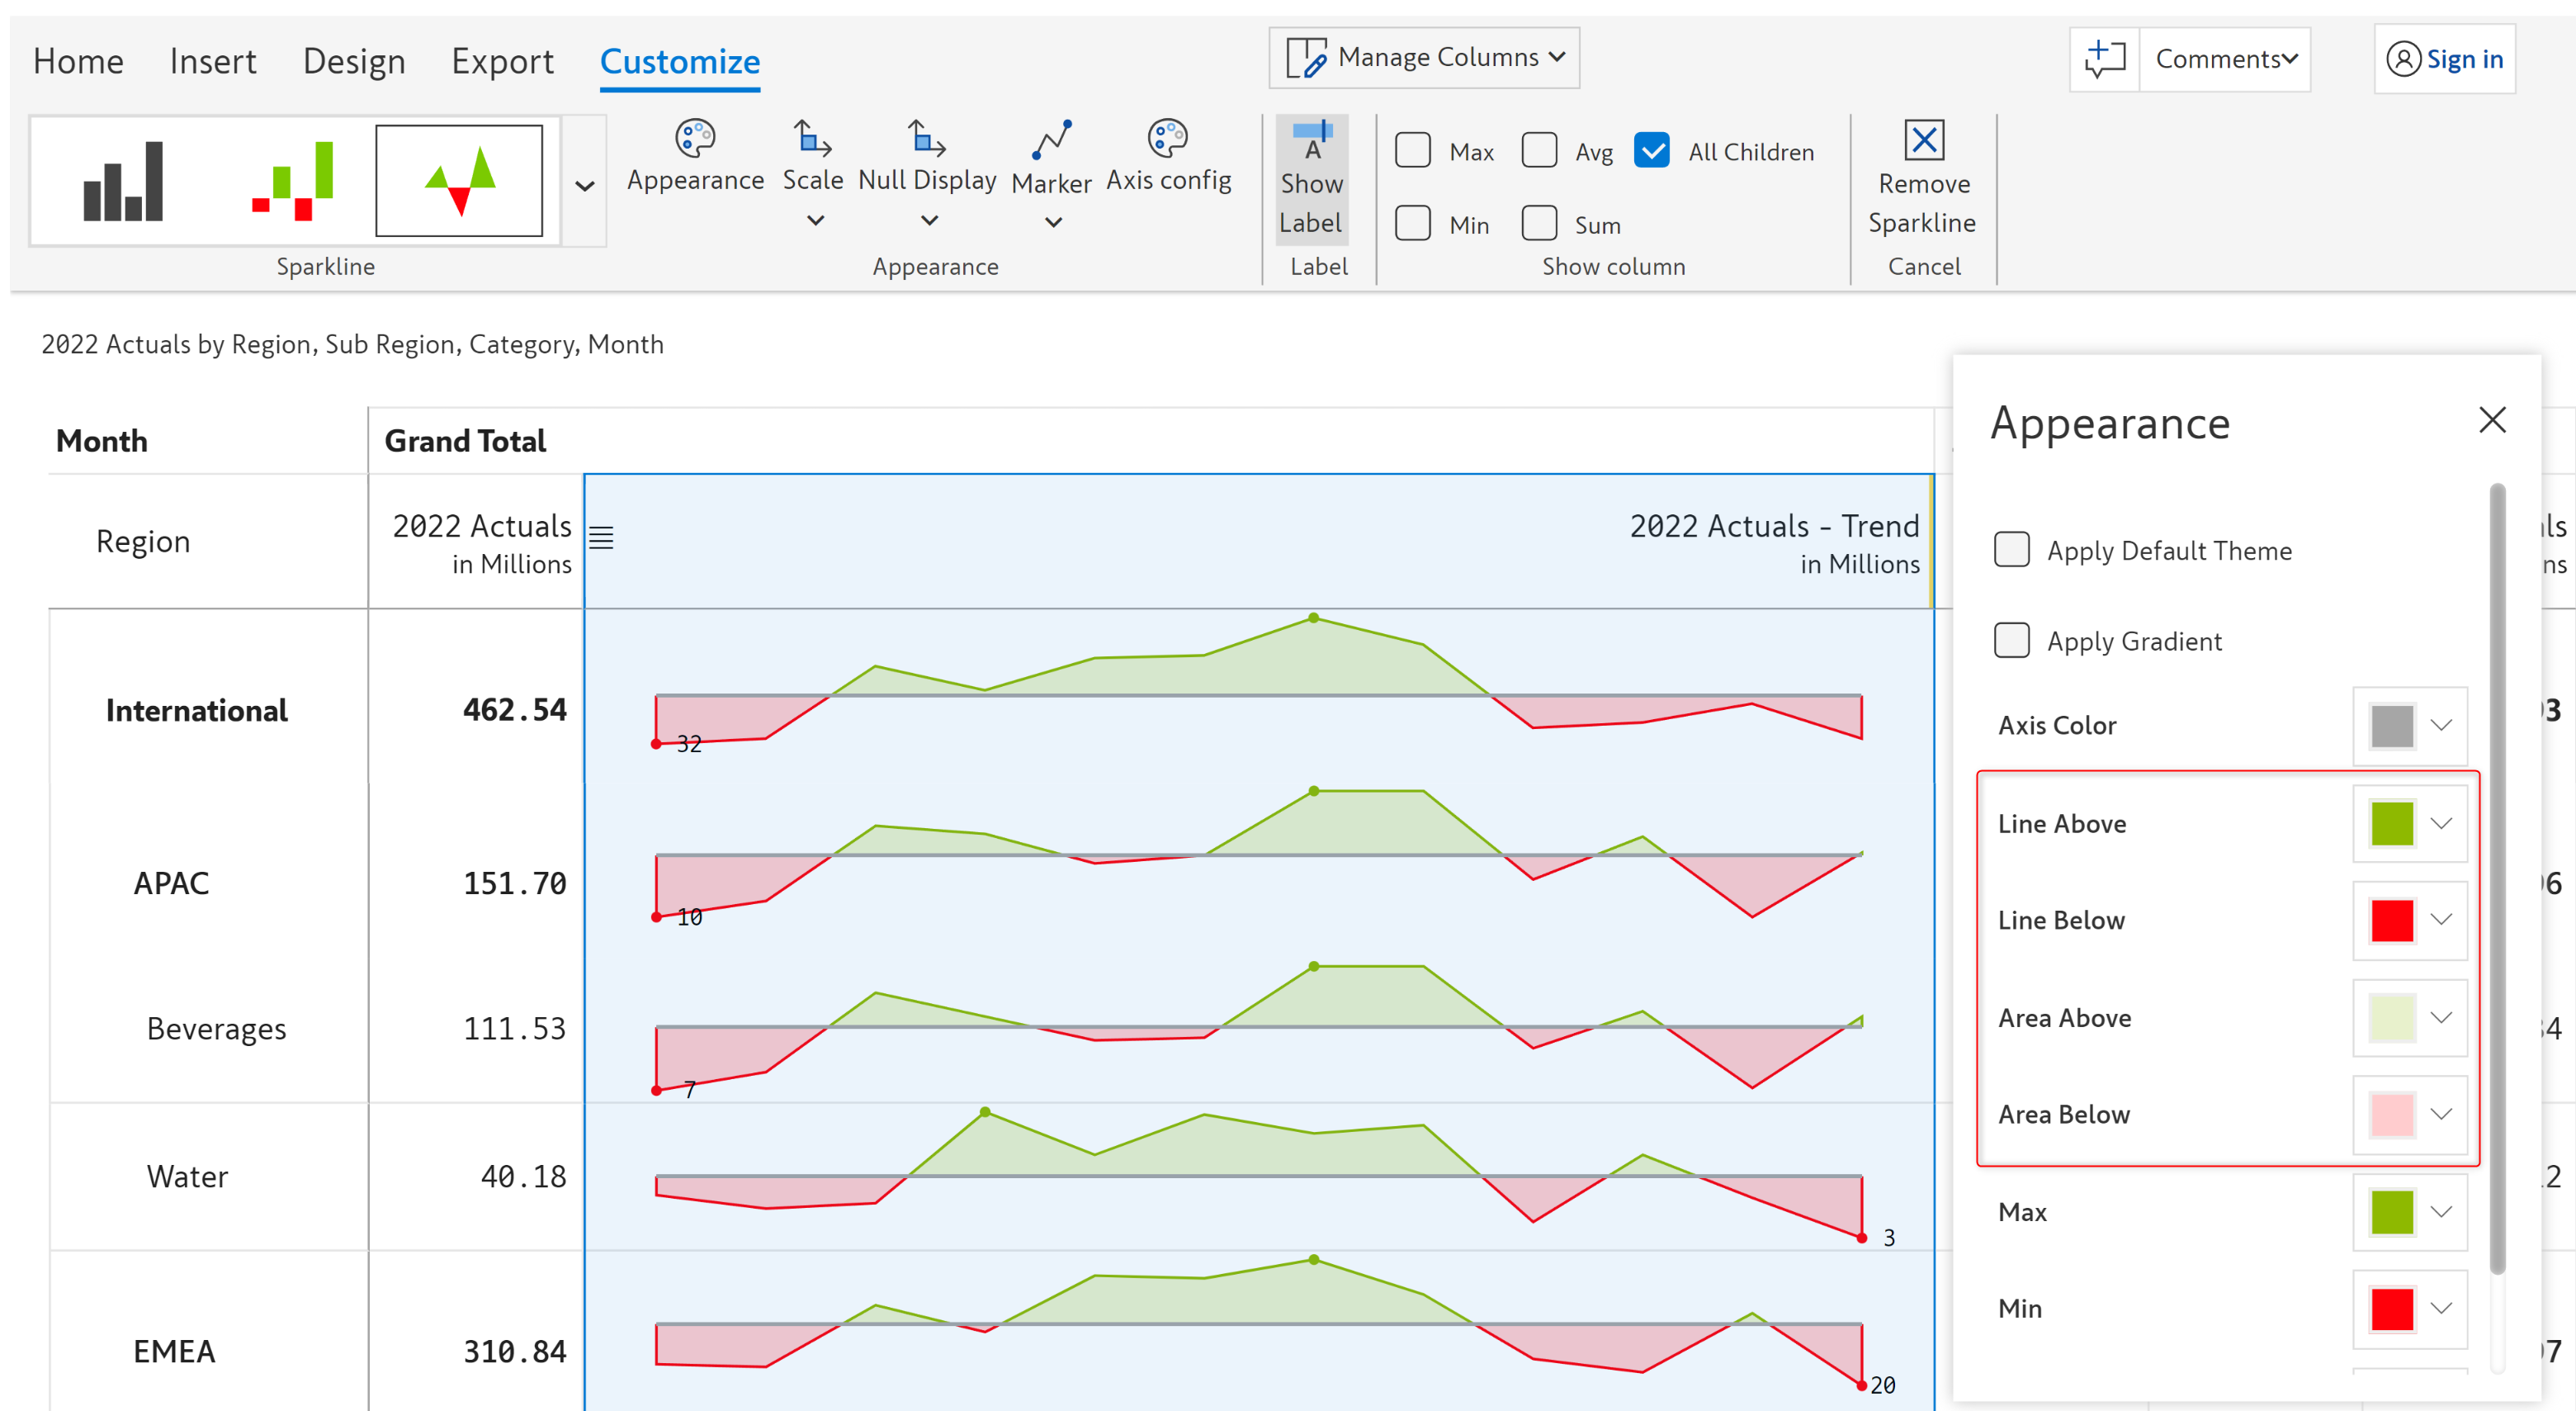 Home Insert Design Export Customize
Manage Columns
Comments
Sign in
Appearance Scale Null Display Marker Axis config
Show Label
Max Avg All Children
Min Sum
Remove Sparkline
Sparkline Appearance Label Show column Cancel
2022 Actuals by Region, Sub Region, Category, Month
Month Grand Total
Region
2022 Actuals
in Millions
2022 Actuals - Trend
in Millions
International 462.54
32
APAC 151.70
10
Beverages 111.53
7
Water 40.18
3
EMEA 310.84
20
Appearance
Apply Default Theme
Apply Gradient
Axis Color
Line Above
Line Below
Area Above
Area Below
Max
Min